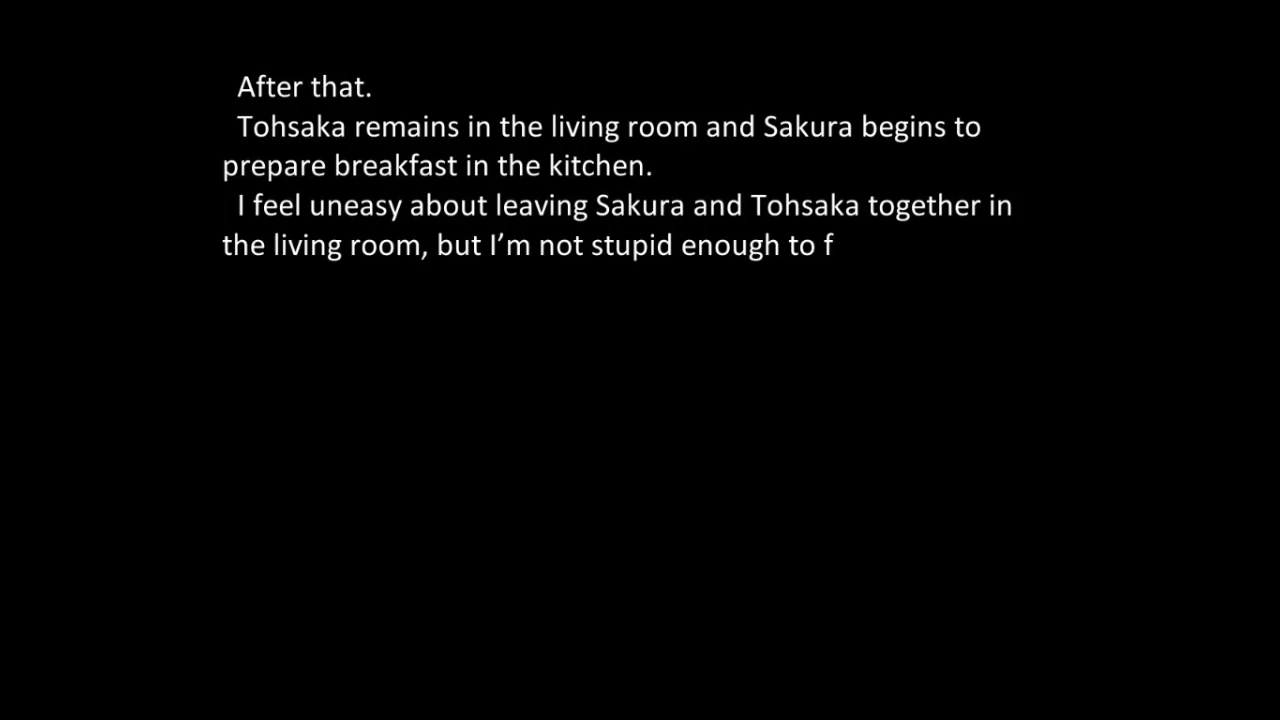 After that.
Tohsaka remains in the living room and Sakura begins to
prepare breakfast in the kitchen.
I feel uneasy about leaving Sakura and Tohsaka together in
the living room, but I’m not stupid enough to f